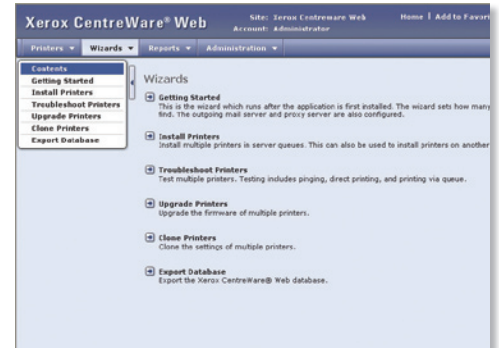 Xerox CentreWare® Web
Site: Xerox Centreware Web
Account: Administrator
Home | Add to Favori
Printers Wizards Reports Administration
Contents
Getting Started
Install Printers
Troubleshoot Printers
Upgrade Printers
Clone Printers
Export Database
Wizards
Getting Started
This is the wizard which runs after the application is first installed. The wizard sets how many
find. The outgoing mail server and proxy server are also configured.
Install Printers
Install multiple printers in server queues. This can also be used to install printers on another
Troubleshoot Printers
Test multiple printers. Testing includes pinging, direct printing, and printing via queue.
Upgrade Printers
Upgrade the firmware of multiple printers.
Clone Printers
Clone the settings of multiple printers.
Export Database
Export the Xerox CentreWare® Web database.